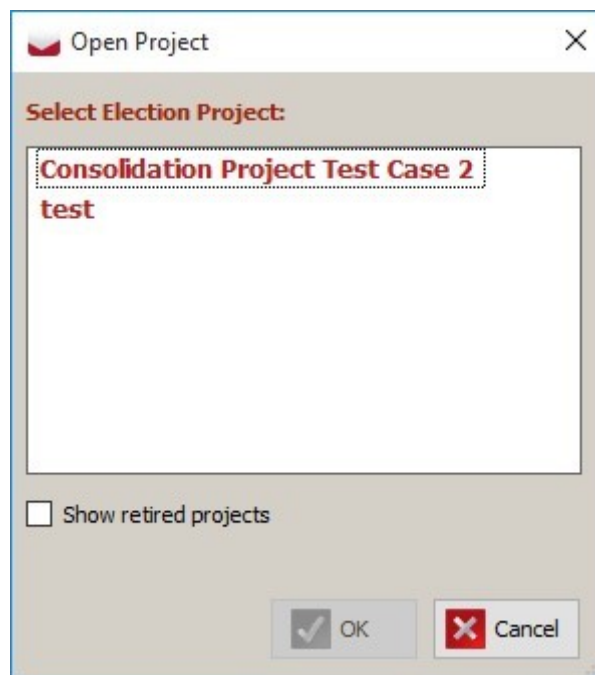 Open Project
Select Election Project:
Consolidation Project Test Case 2
test
Show retired projects
OK
Cancel